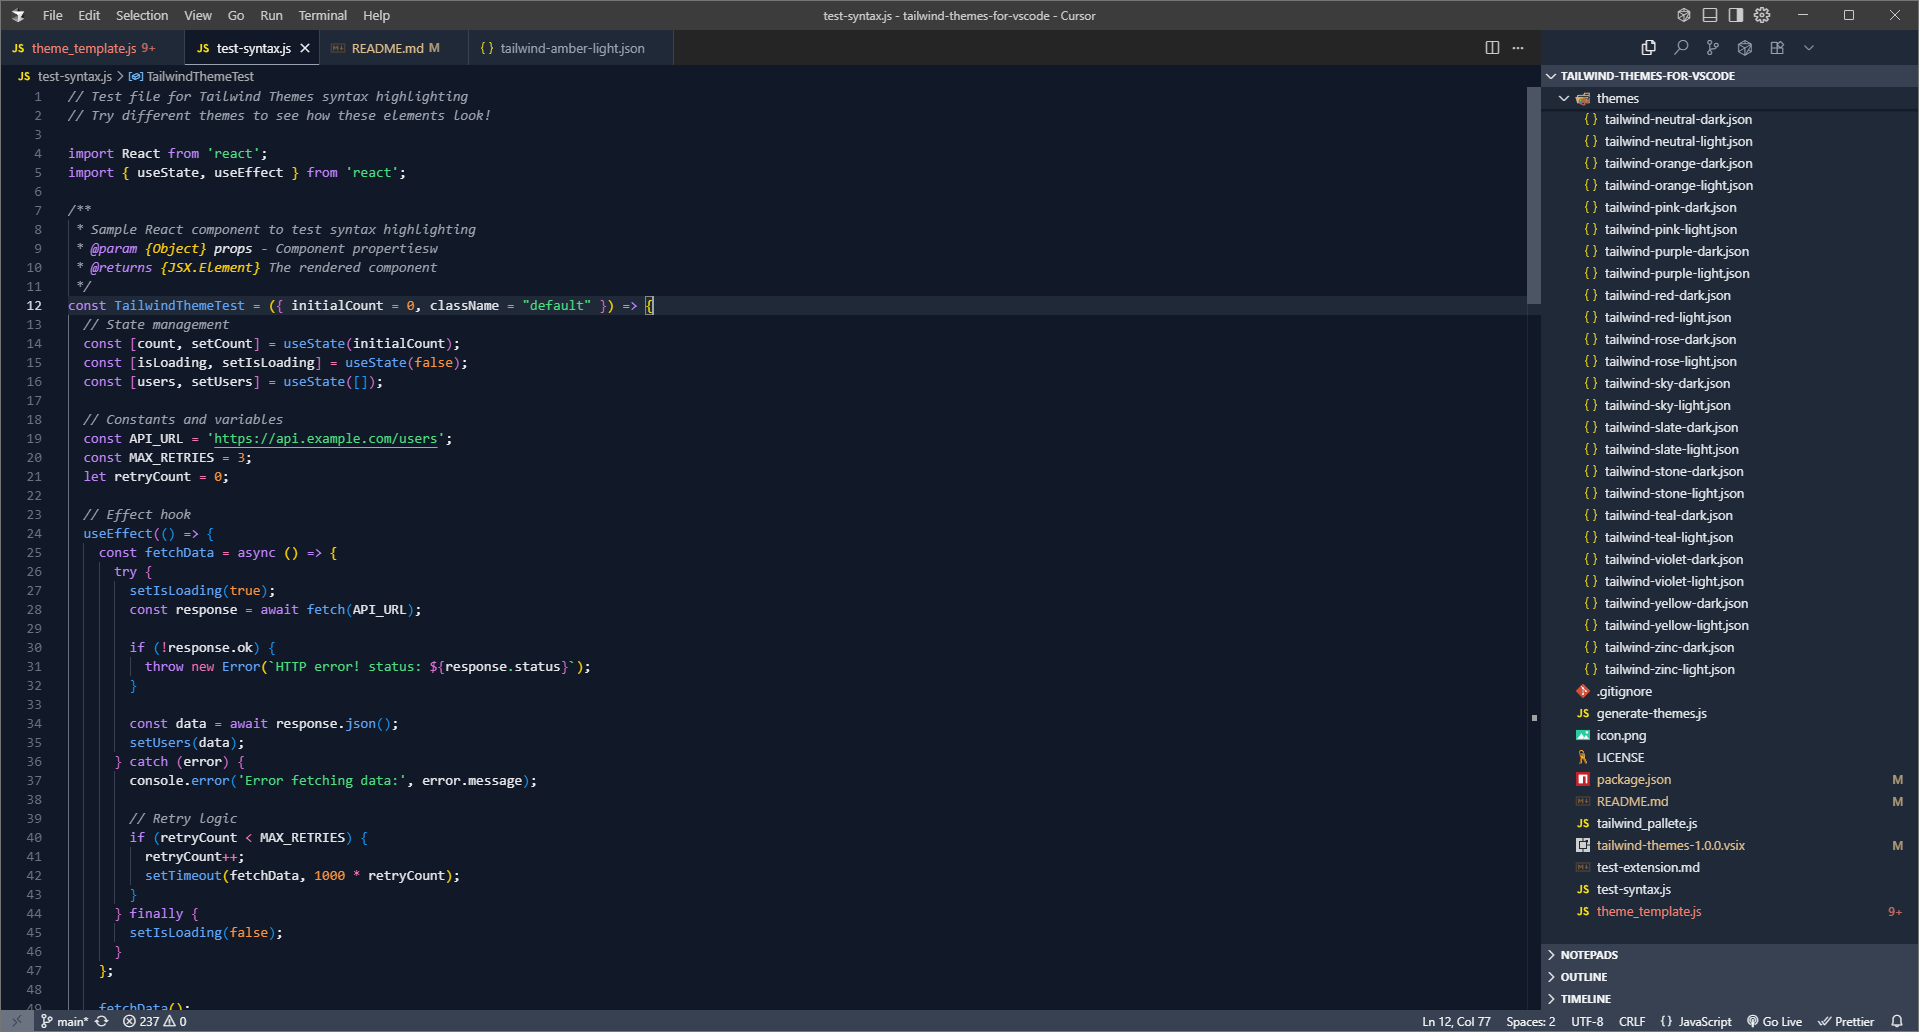 File Edit Selection View Go Run Terminal Help
test-syntax.js - tailwind-themes-for-vscode - Cursor
JS theme_template.js 9+
JS test-syntax.js
README.md M
{} tailwind-amber-light.json
JS test-syntax.js > TailwindThemeTest
1 // Test file for Tailwind Themes syntax highlighting
2 // Try different themes to see how these elements look!
3
4 import React from 'react';
5 import { useState, useEffect } from 'react';
6
7 /**
8 * Sample React component to test syntax highlighting
9 * @param {Object} props - Component propertiesw
10 * @returns {JSX.Element} The rendered component
11 */
12 const TailwindThemeTest = ({ initialCount = 0, className = "default" }) => {
13 // State management
14 const [count, setCount] = useState(initialCount);
15 const [isLoading, setIsLoading] = useState(false);
16 const [users, setUsers] = useState([]);
17
18 // Constants and variables
19 const API_URL = 'https://api.example.com/users';
20 const MAX_RETRIES = 3;
21 let retryCount = 0;
22
23 // Effect hook
24 useEffect(() => {
25 const fetchData = async () => {
26 try {
27 setIsLoading(true);
28 const response = await fetch(API_URL);
29
30 if (!response.ok) {
31 throw new Error(`HTTP error! status: ${response.status}`);
32 }
33
34 const data = await response.json();
35 setUsers(data);
36 } catch (error) {
37 console.error('Error fetching data:', error.message);
38
39 // Retry logic
40 if (retryCount < MAX_RETRIES) {
41 retryCount++;
42 setTimeout(fetchData, 1000 * retryCount);
43 }
44 } finally {
45 setIsLoading(false);
46 }
47 };
48
49 fetchData();
TAILWIND-THEMES-FOR-VSCODE
themes
{} tailwind-neutral-dark.json
{} tailwind-neutral-light.json
{} tailwind-orange-dark.json
{} tailwind-orange-light.json
{} tailwind-pink-dark.json
{} tailwind-pink-light.json
{} tailwind-purple-dark.json
{} tailwind-purple-light.json
{} tailwind-red-dark.json
{} tailwind-red-light.json
{} tailwind-rose-dark.json
{} tailwind-rose-light.json
{} tailwind-sky-dark.json
{} tailwind-sky-light.json
{} tailwind-slate-dark.json
{} tailwind-slate-light.json
{} tailwind-stone-dark.json
{} tailwind-stone-light.json
{} tailwind-teal-dark.json
{} tailwind-teal-light.json
{} tailwind-violet-dark.json
{} tailwind-violet-light.json
{} tailwind-yellow-dark.json
{} tailwind-yellow-light.json
{} tailwind-zinc-dark.json
{} tailwind-zinc-light.json
.gitignore
JS generate-themes.js
icon.png
LICENSE
package.json M
README.md M
JS tailwind_pallete.js
tailwind-themes-1.0.0.vsix M
test-extension.md
JS test-syntax.js
JS theme_template.js 9+
NOTEPADS
OUTLINE
TIMELINE
main* 237 0
Ln 12, Col 77 Spaces: 2 UTF-8 CRLF {} JavaScript Go Live Prettier